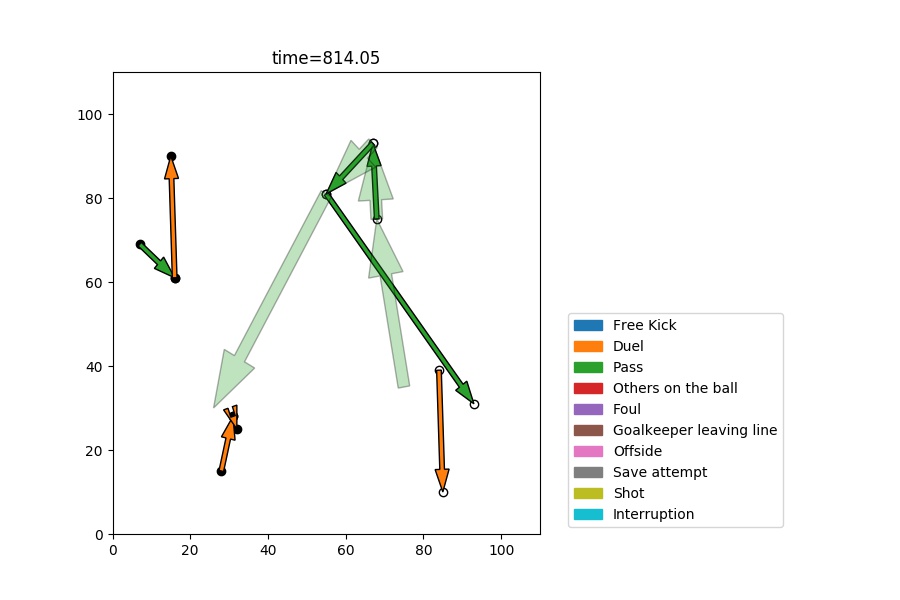 time=814.05
100
80
60
40
20
0
0 20 40 60 80 100
Free Kick
Duel
Pass
Others on the ball
Foul
Goalkeeper leaving line
Offside
Save attempt
Shot
Interruption